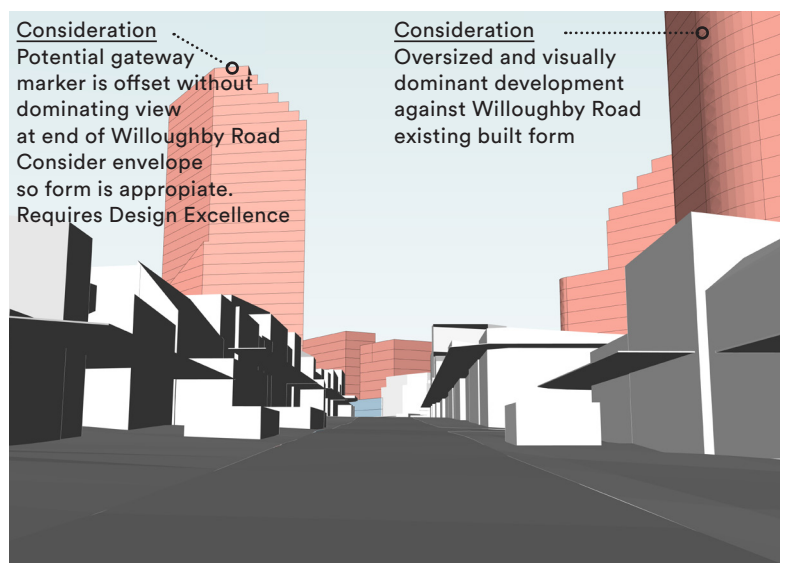 Consideration
Potential gateway
marker is offset without
dominating view
at end of Willoughby Road
Consider envelope
so form is appropiate.
Requires Design Excellence
Consideration
Oversized and visually
dominant development
against Willoughby Road
existing built form